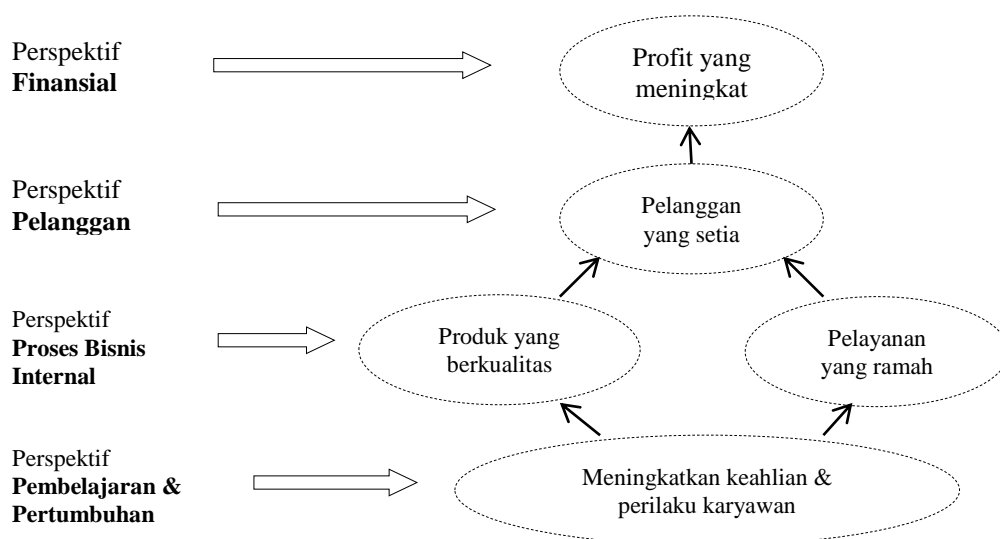 Perspektif
Finansial
Profit yang
meningkat
Perspektif
Pelanggan
Pelanggan
yang setia
Perspektif
Proses Bisnis
Internal
Produk yang
berkualitas
Pelayanan
yang ramah
Perspektif
Pembelajaran &
Pertumbuhan
Meningkatkan keahlian &
perilaku karyawan